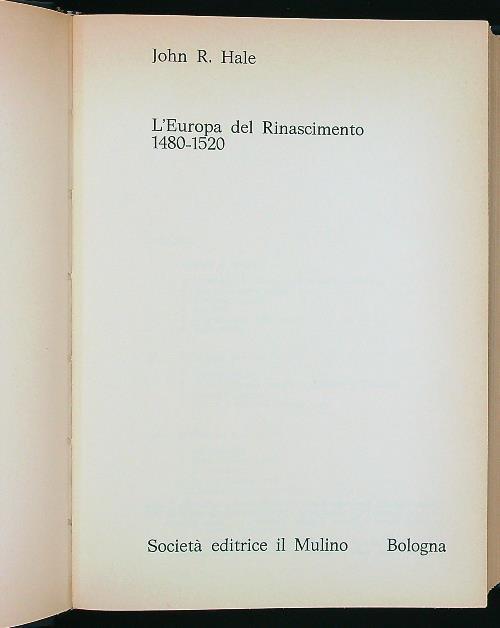 John R. Hale
L'Europa del Rinascimento
1480-1520
Società editrice il Mulino Bologna